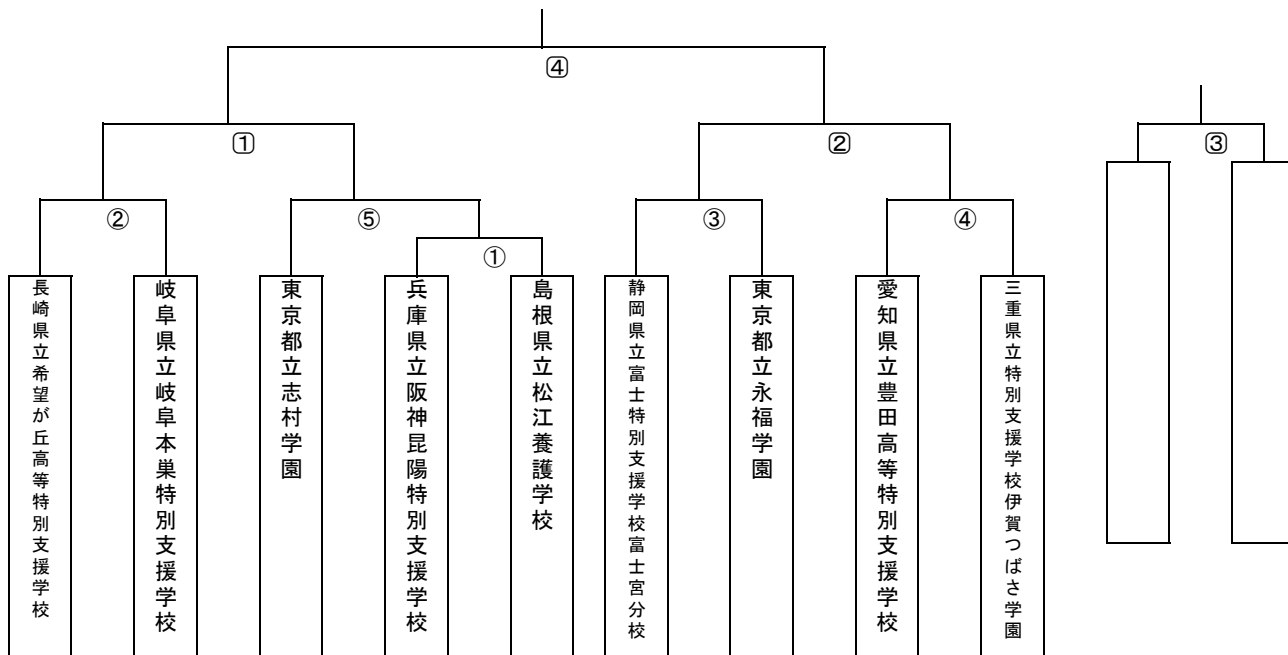 ④
①
②
③
②
⑤
③
④
①
長崎県立希望が丘高等特別支援学校
岐阜県立岐阜本巣特別支援学校
東京都立志村学園
兵庫県立阪神昆陽特別支援学校
島根県立松江養護学校
静岡県立富士特別支援学校富士宮分校
東京都立永福学園
愛知県立豊田高等特別支援学校
三重県立特別支援学校伊賀つばさ学園